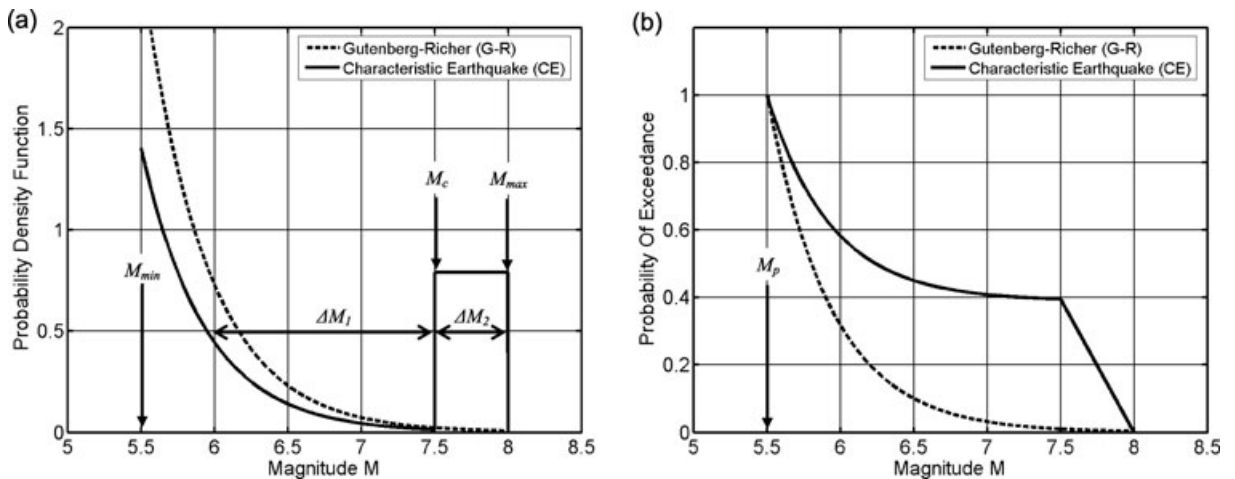 (a)
Probability Density Function
2
1.5
1
0.5
0
5
5.5
6
6.5
7
7.5
8
8.5
Magnitude M
Gutenberg-Richer (G-R)
Characteristic Earthquake (CE)
Mmin
Mc
Mmax
ΔM1
ΔM2
(b)
Probability Of Exceedance
1
0.8
0.6
0.4
0.2
0
5
5.5
6
6.5
7
7.5
8
8.5
Magnitude M
Gutenberg-Richer (G-R)
Characteristic Earthquake (CE)
Mp